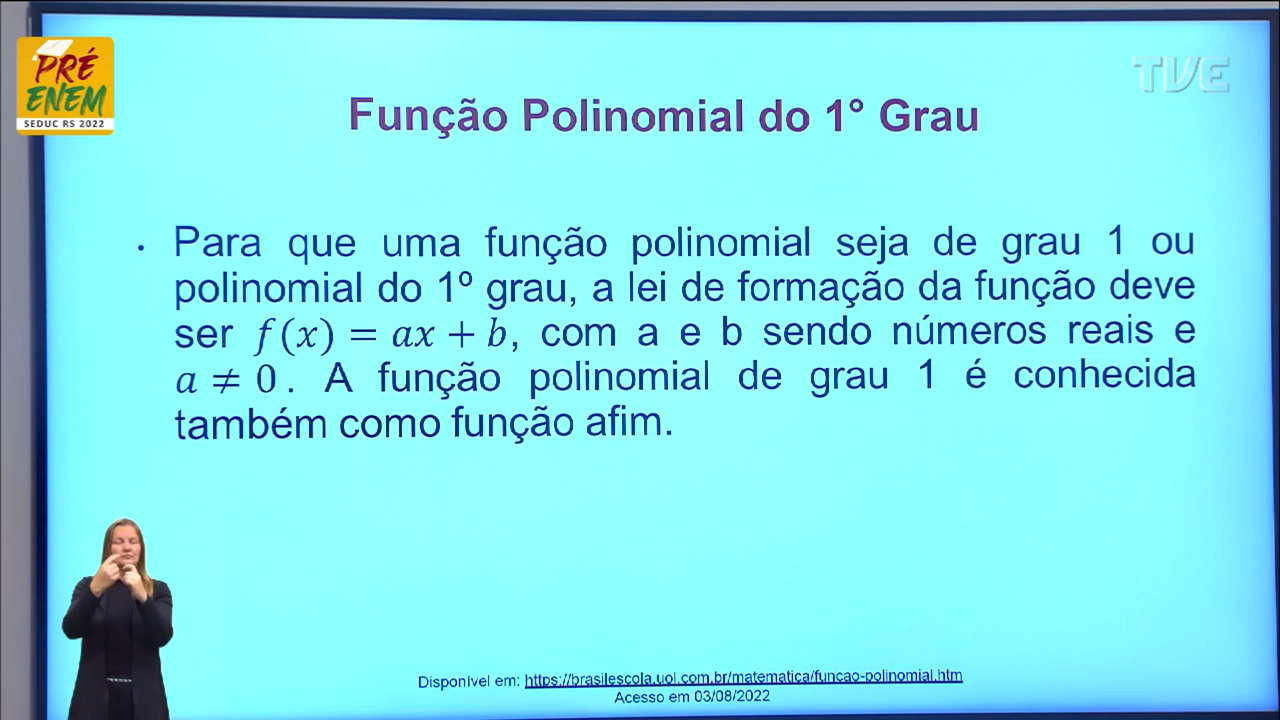 PRÉ
ENEM
SEDUC RS 2022
TVE
Função Polinomial do 1° Grau
• Para que uma função polinomial seja de grau 1 ou
polinomial do 1º grau, a lei de formação da função deve
ser f(x) = ax + b, com a e b sendo números reais e
a ≠ 0. A função polinomial de grau 1 é conhecida
também como função afim.
Disponível em: https://brasilescola.uol.com.br/matematica/funcao-polinomial.htm
Acesso em 03/08/2022